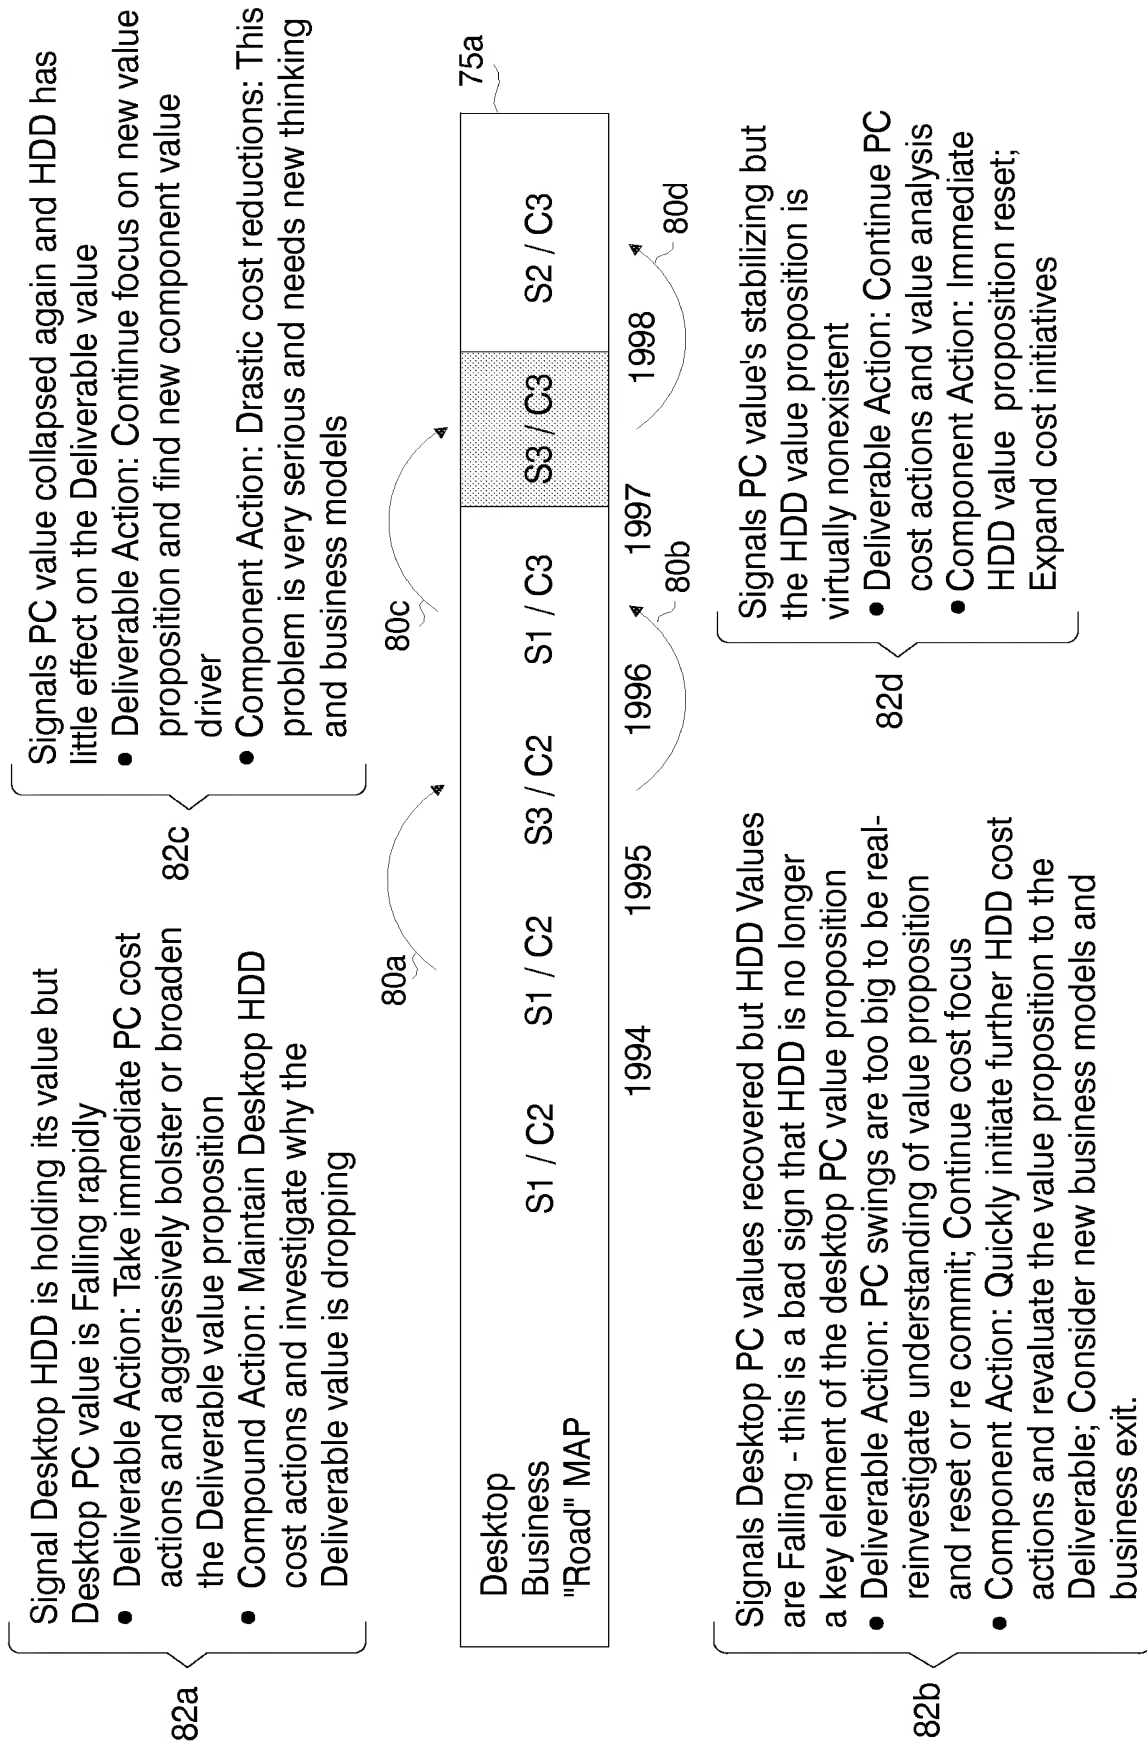 Signal Desktop HDD is holding its value but
Desktop PC value is Falling rapidly
• Deliverable Action: Take immediate PC cost
actions and aggressively bolster or broaden
the Deliverable value proposition
• Compound Action: Maintain Desktop HDD
cost actions and investigate why the
Deliverable value is dropping
82a
Signals PC value collapsed again and HDD has
little effect on the Deliverable value
• Deliverable Action: Continue focus on new value
proposition and find new component value
driver
• Component Action: Drastic cost reductions: This
problem is very serious and needs new thinking
and business models
82c
80a
80c
75a
Desktop
Business
"Road" MAP
S1 / C2
S1 / C2
S3 / C2
S1 / C3
S3 / C3
S2 / C3
1994
1995
1996
1997
1998
80b
80d
Signals Desktop PC values recovered but HDD Values
are Falling - this is a bad sign that HDD is no longer
a key element of the desktop PC value proposition
• Deliverable Action: PC swings are too big to be real-
reinvestigate understanding of value proposition
and reset or re commit; Continue cost focus
• Component Action: Quickly initiate further HDD cost
actions and revaluate the value proposition to the
Deliverable; Consider new business models and
business exit.
82b
Signals PC value's stabilizing but
the HDD value proposition is
virtually nonexistent
• Deliverable Action: Continue PC
cost actions and value analysis
• Component Action: Immediate
HDD value proposition reset;
Expand cost initiatives
82d